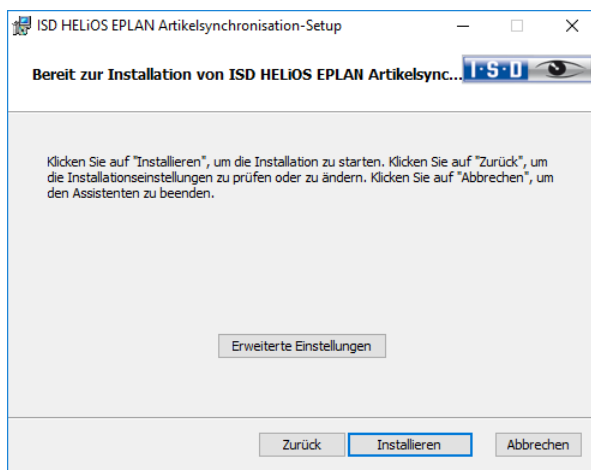 ISD HELiOS EPLAN Artikelsynchronisation-Setup
Bereit zur Installation von ISD HELiOS EPLAN Artikelsync...
I·S·D
Klicken Sie auf "Installieren", um die Installation zu starten. Klicken Sie auf "Zurück", um
die Installationseinstellungen zu prüfen oder zu ändern. Klicken Sie auf "Abbrechen", um
den Assistenten zu beenden.
Erweiterte Einstellungen
Zurück
Installieren
Abbrechen